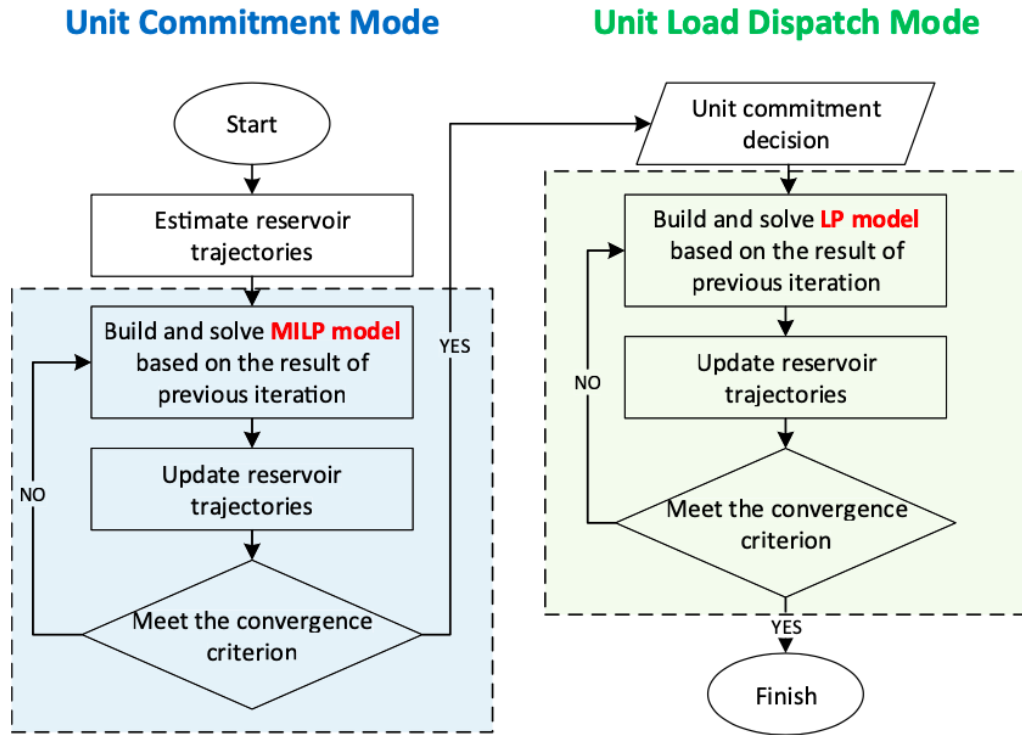 Unit Commitment Mode
Start
Estimate reservoir
trajectories
Build and solve MILP model
based on the result of
previous iteration
Update reservoir
trajectories
Meet the convergence
criterion
NO
YES
Unit Load Dispatch Mode
Unit commitment
decision
Build and solve LP model
based on the result of
previous iteration
Update reservoir
trajectories
Meet the convergence
criterion
NO
YES
Finish